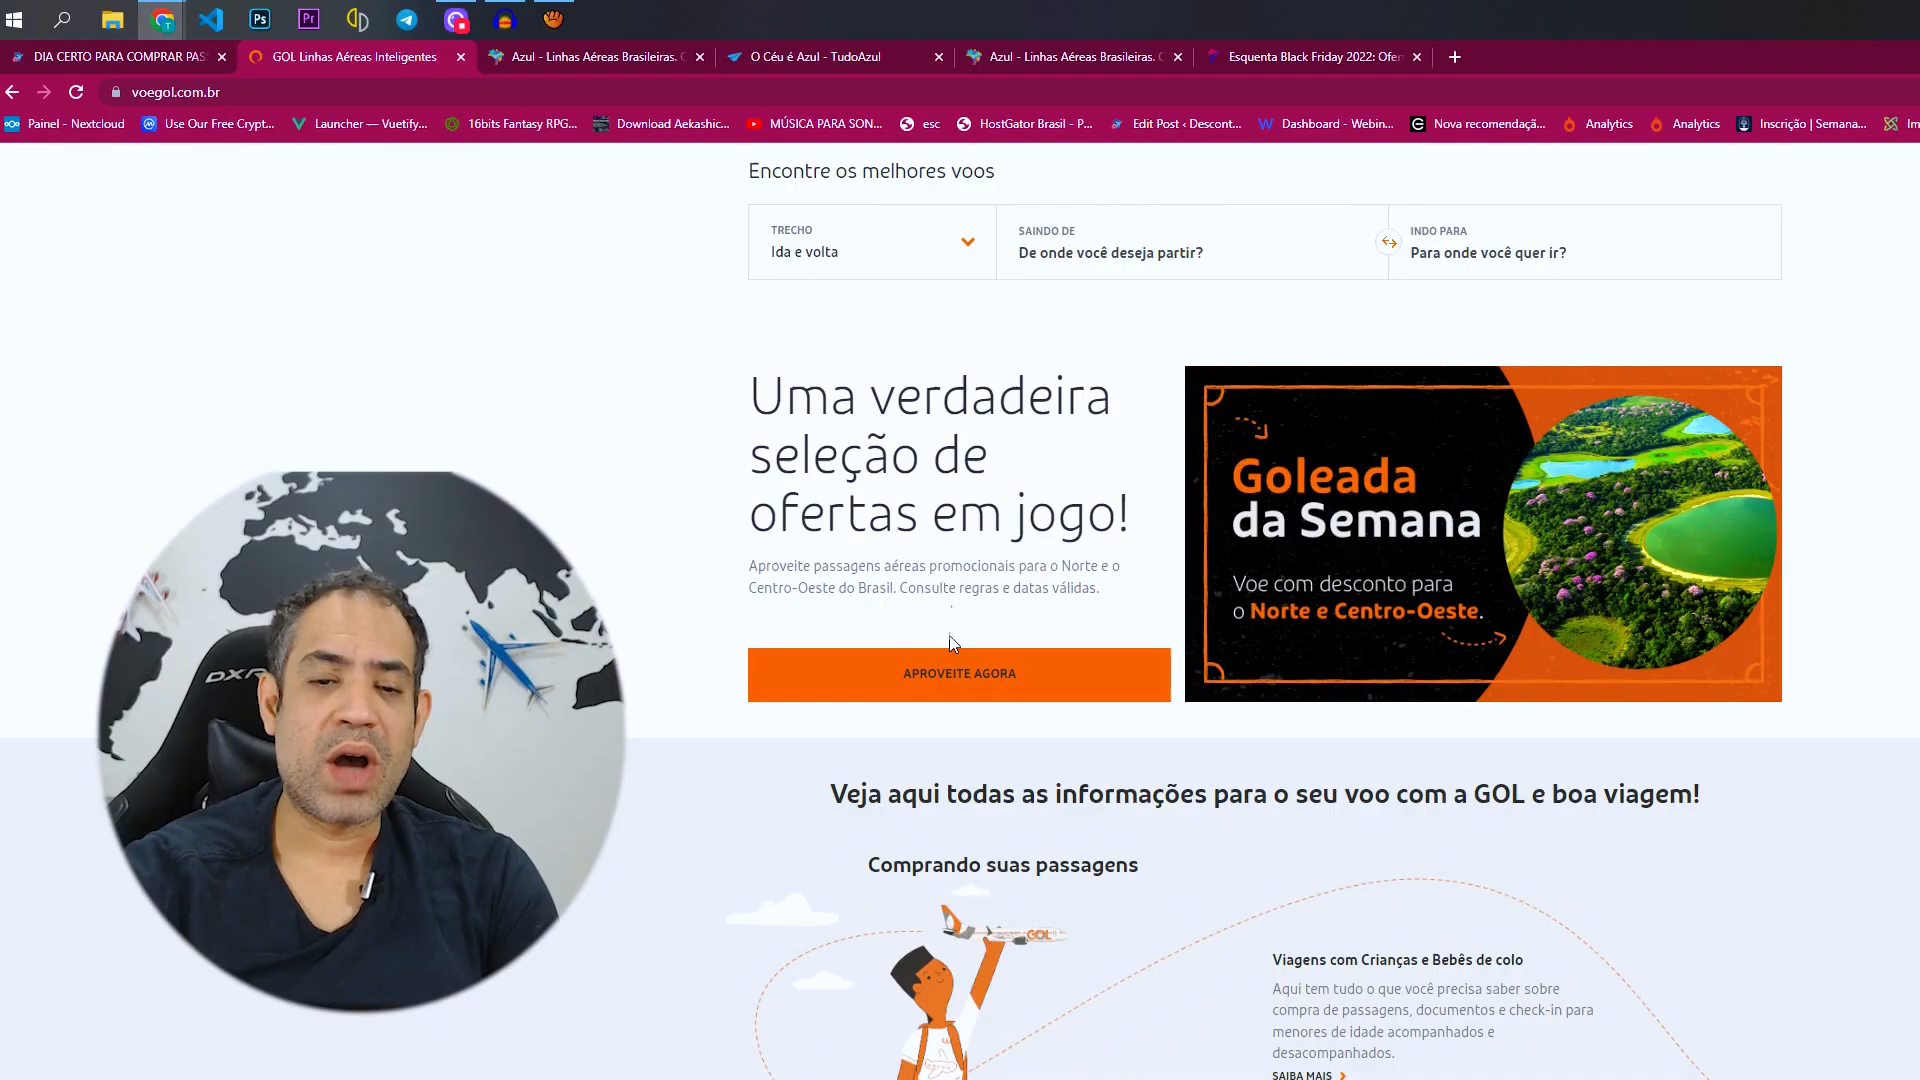 Ps
Pr
DIA CERTO PARA COMPRAR PAS
GOL Linhas Aéreas Inteligentes
Azul - Linhas Aéreas Brasileiras. C
O Céu é Azul - TudoAzul
Azul - Linhas Aéreas Brasileiras. C
Esquenta Black Friday 2022: Ofer
voegol.com.br
Painel - Nextcloud
Use Our Free Crypt...
Launcher — Vuetify...
16bits Fantasy RPG...
Download Aekashic...
MÚSICA PARA SON...
esc
HostGator Brasil - P...
Edit Post ‹ Descont...
Dashboard - Webin...
Nova recomendaçã...
Analytics
Analytics
Inscrição | Semana...
Im
Encontre os melhores voos
TRECHO
Ida e volta
SAINDO DE
De onde você deseja partir?
INDO PARA
Para onde você quer ir?
Uma verdadeira
seleção de
ofertas em jogo!
Aproveite passagens aéreas promocionais para o Norte e o
Centro-Oeste do Brasil. Consulte regras e datas válidas.
APROVEITE AGORA
Goleada
da Semana
Voe com desconto para
o Norte e Centro-Oeste.
DXR
Veja aqui todas as informações para o seu voo com a GOL e boa viagem!
Comprando suas passagens
GOL
Viagens com Crianças e Bebês de colo
Aqui tem tudo o que você precisa saber sobre
compra de passagens, documentos e check-in para
menores de idade acompanhados e
desacompanhados.
SAIBA MAIS